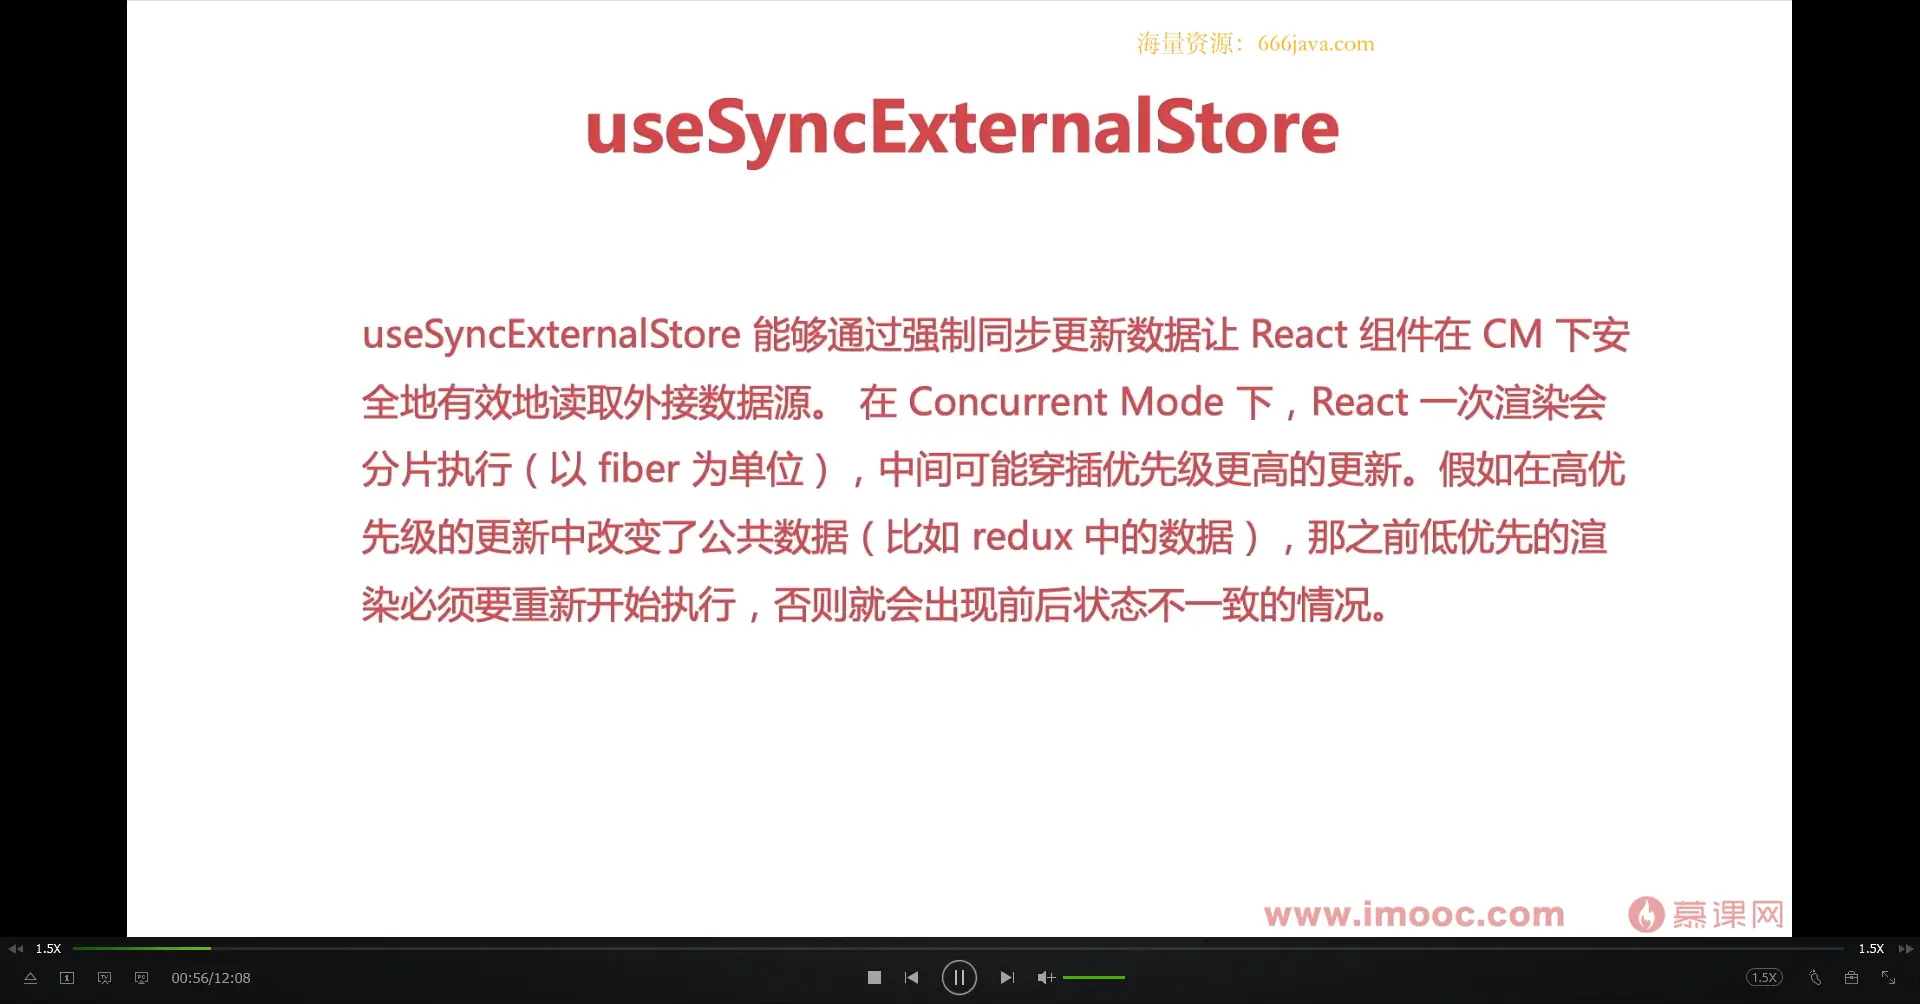 海量资源：666java.com
useSyncExternalStore
useSyncExternalStore 能够通过强制同步更新数据让 React 组件在 CM 下安
全地有效地读取外接数据源。 在 Concurrent Mode 下，React 一次渲染会
分片执行（以 fiber 为单位），中间可能穿插优先级更高的更新。假如在高优
先级的更新中改变了公共数据（比如 redux 中的数据），那之前低优先的渲
染必须要重新开始执行，否则就会出现前后状态不一致的情况。
www.imooc.com 慕课网
1.5X 1.5X
1 TV PC 00:56/12:08 1.5X